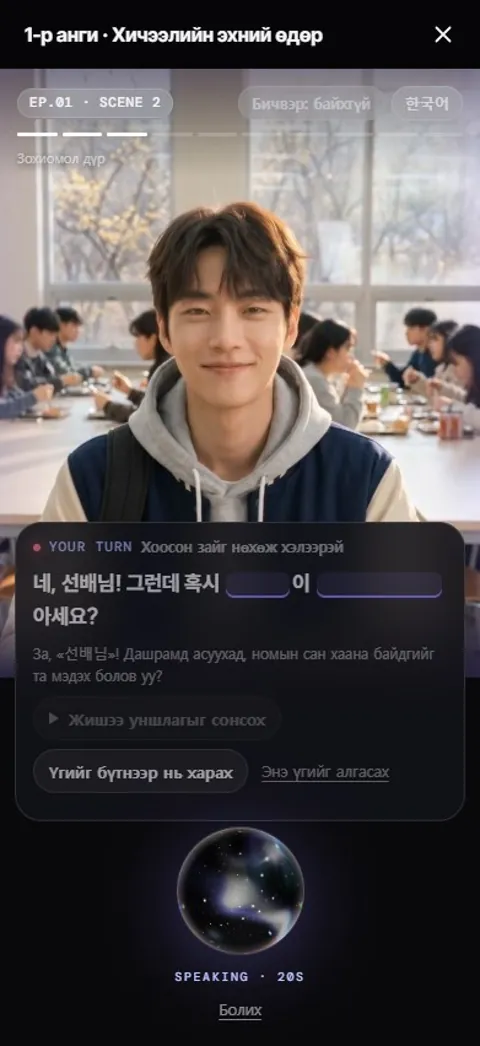 1-р анги · Хичээлийн эхний өдөр
EP.01 · SCENE 2
Бичвэр: байхгүй
한국어
Зохиомол дүр
YOUR TURN Хоосон зайг нөхөж хэлээрэй
네, 선배님! 그런데 혹시 이
아세요?
За, «선배님»! Дашрамд асуухад, номын сан хаана байдгийг
та мэдэх болов уу?
Жишээ уншлагыг сонсох
Үгийг бүтнээр нь харах
Энэ үгийг алгасах
SPEAKING · 20S
Болих